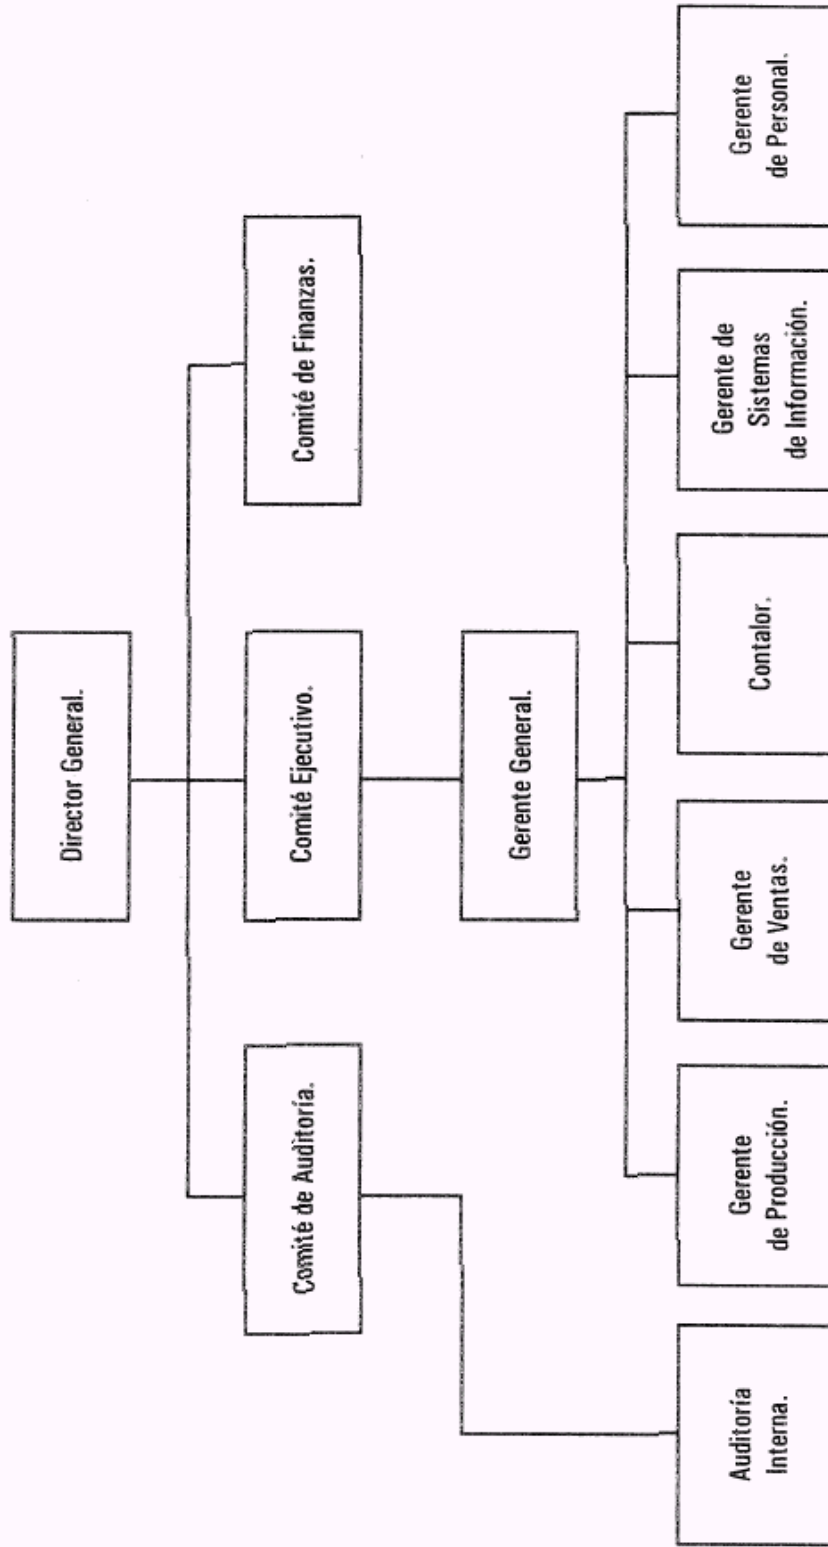 Director General.
Comité de Auditoría.
Comité Ejecutivo.
Comité de Finanzas.
Gerente General.
Auditoría
Interna.
Gerente
de Producción.
Gerente
de Ventas.
Contalor.
Gerente de
Sistemas
de Información.
Gerente
de Personal.